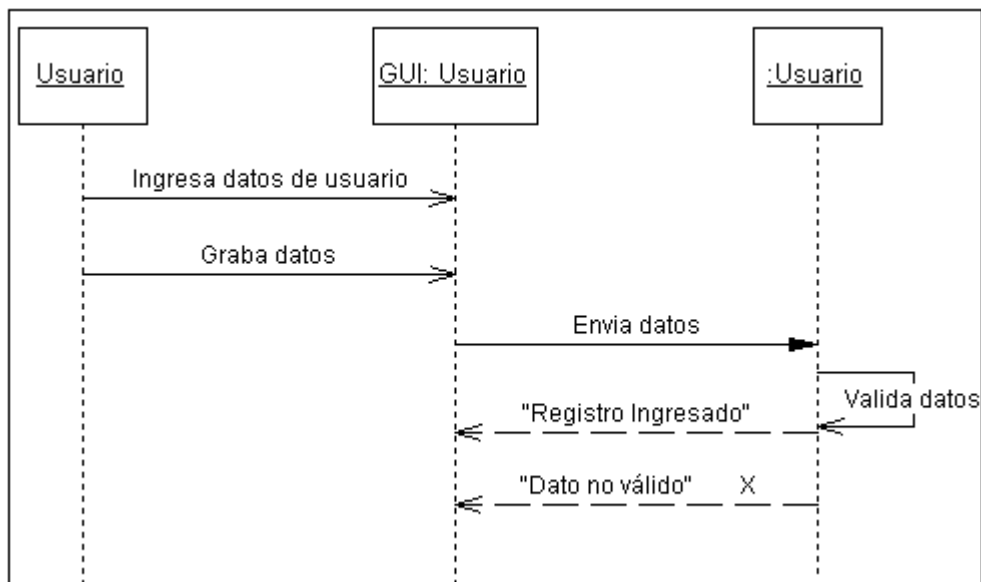 Usuario
GUI: Usuario
:Usuario
Ingresa datos de usuario
Graba datos
Envia datos
Valida datos
"Registro Ingresado"
"Dato no válido" X